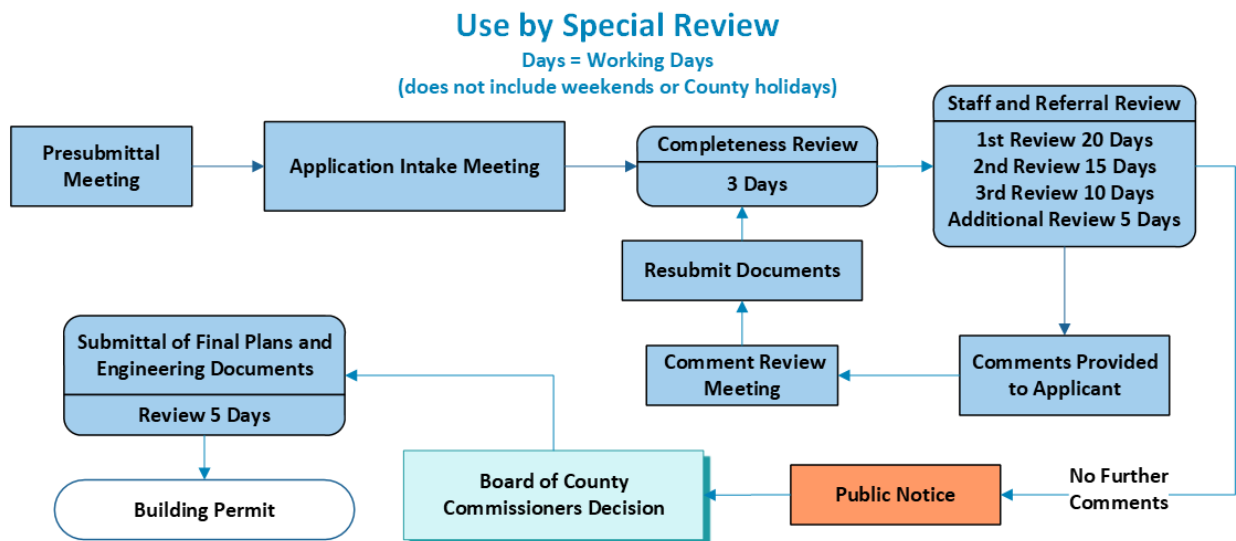 Use by Special Review
Days = Working Days
(does not include weekends or County holidays)
Presubmittal
Meeting
Application Intake Meeting
Completeness Review
3 Days
Staff and Referral Review
1st Review 20 Days
2nd Review 15 Days
3rd Review 10 Days
Additional Review 5 Days
Resubmit Documents
Comment Review
Meeting
Comments Provided
to Applicant
Submittal of Final Plans and
Engineering Documents
Review 5 Days
Building Permit
Board of County
Commissioners Decision
Public Notice
No Further
Comments